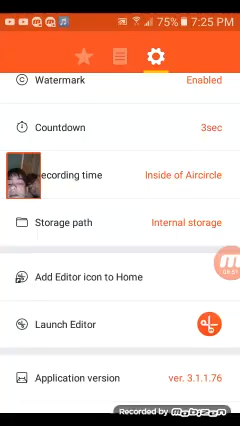 75% 7:25 PM
Watermark Enabled
Countdown 3sec
ecording time Inside of Aircircle
Storage path Internal storage
Add Editor icon to Home
Launch Editor
Application version ver. 3.1.1.76
Recorded by mobizen